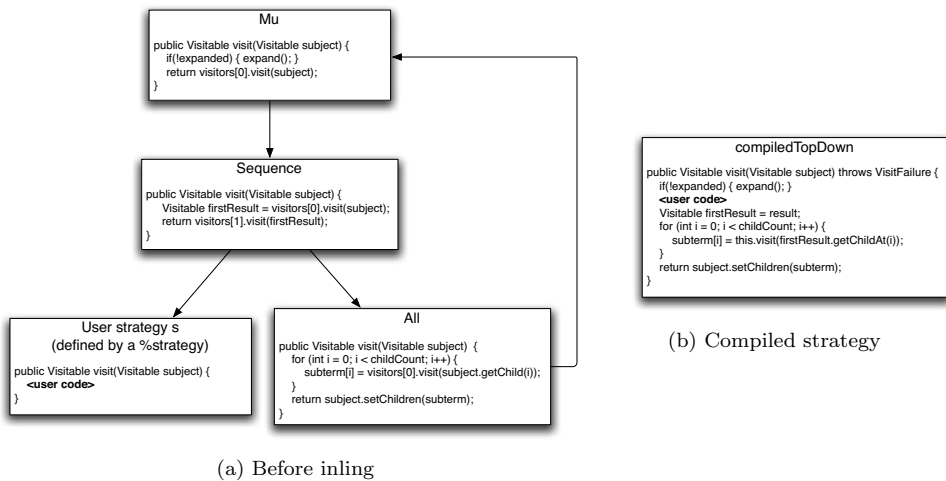 Mu
public Visitable visit(Visitable subject) {
if(!expanded) { expand(); }
return visitors[0].visit(subject);
}
Sequence
public Visitable visit(Visitable subject) {
Visitable firstResult = visitors[0].visit(subject);
return visitors[1].visit(firstResult);
}
User strategy s
(defined by a %strategy)
public Visitable visit(Visitable subject) {
<user code>
}
All
public Visitable visit(Visitable subject) {
for (int i = 0; i < childCount; i++) {
subterm[i] = visitors[0].visit(subject.getChild(i));
}
return subject.setChildren(subterm);
}
(a) Before inling
compiledTopDown
public Visitable visit(Visitable subject) throws VisitFailure {
if(!expanded) { expand(); }
<user code>
Visitable firstResult = result;
for (int i = 0; i < childCount; i++) {
subterm[i] = this.visit(firstResult.getChildAt(i));
}
return subject.setChildren(subterm);
}
(b) Compiled strategy